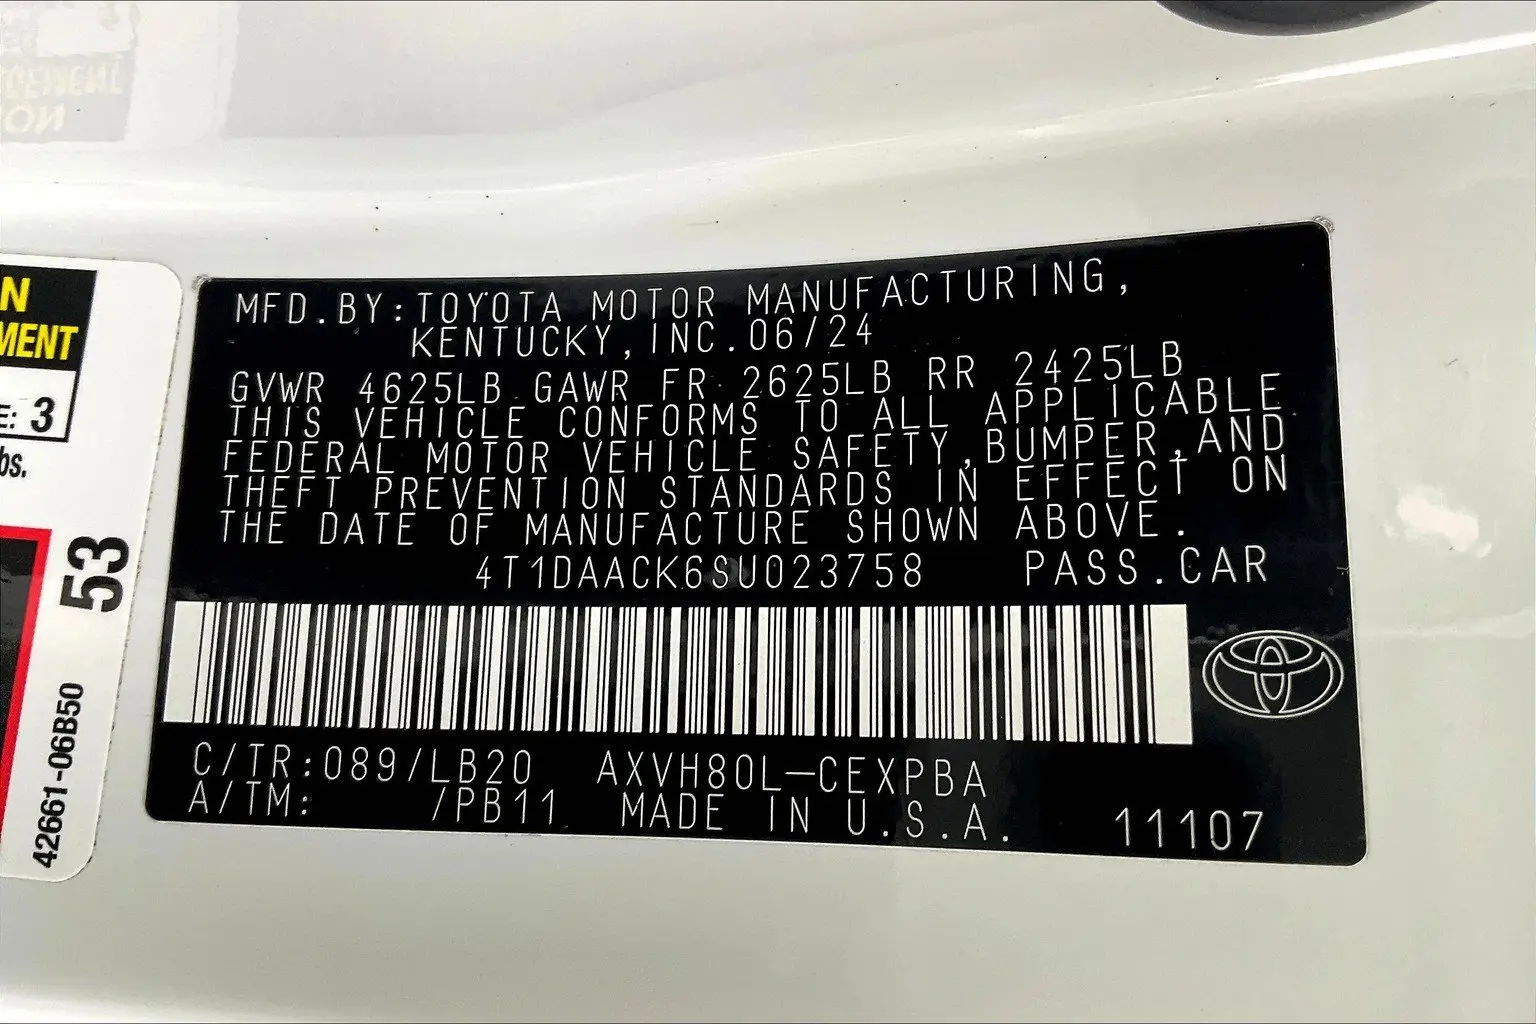 N
MENT
E: 3
bs.
53
42661-06B50
MFD.BY:TOYOTA MOTOR MANUFACTURING,
KENTUCKY,INC.06/24
GVWR 4625LB GAWR FR 2625LB RR 2425LB
THIS VEHICLE CONFORMS TO ALL APPLICABLE
FEDERAL MOTOR VEHICLE SAFETY,BUMPER,AND
THEFT PREVENTION STANDARDS IN EFFECT ON
THE DATE OF MANUFACTURE SHOWN ABOVE.
4T1DAACK6SU023758 PASS.CAR
C/TR:089/LB20 AXVH80L-CEXPBA
A/TM: /PB11 MADE IN U.S.A. 11107